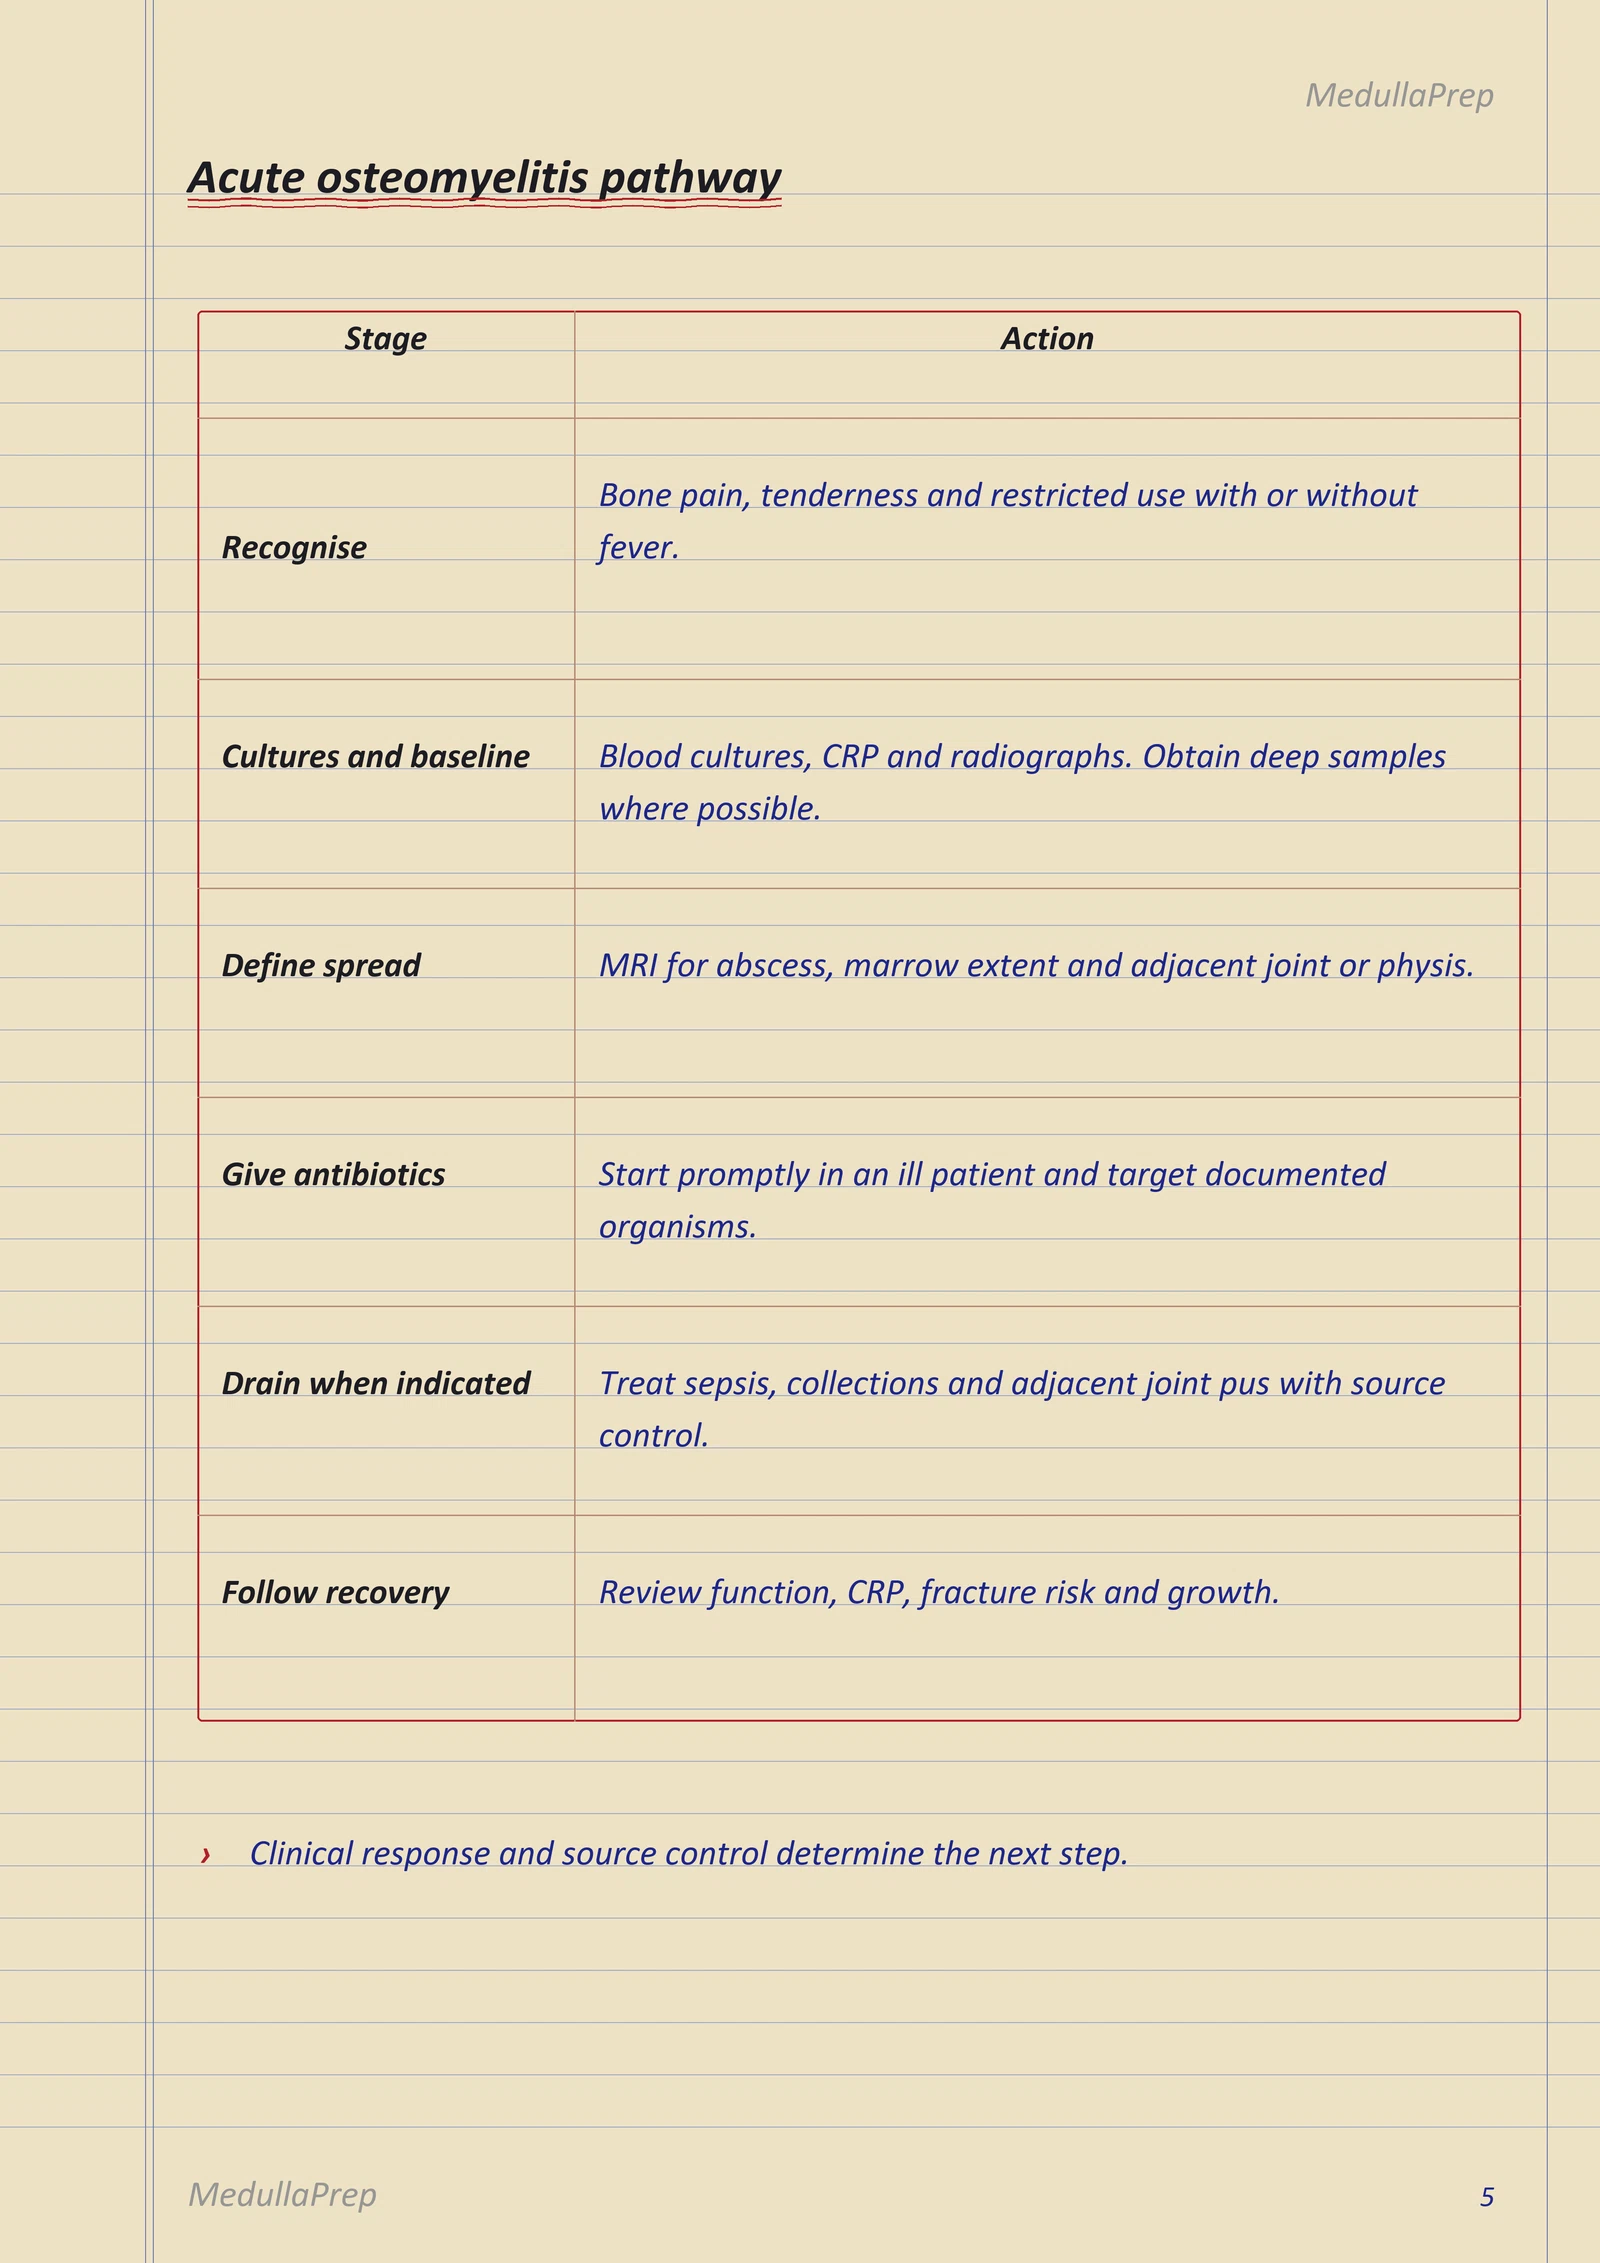 MedullaPrep
Acute osteomyelitis pathway
Stage Action
Bone pain, tenderness and restricted use with or without
Recognise fever.
Cultures and baseline Blood cultures, CRP and radiographs. Obtain deep samples
where possible.
Define spread MRI for abscess, marrow extent and adjacent joint or physis.
Give antibiotics Start promptly in an ill patient and target documented
organisms.
Drain when indicated Treat sepsis, collections and adjacent joint pus with source
control.
Follow recovery Review function, CRP, fracture risk and growth.
› Clinical response and source control determine the next step.
MedullaPrep 5